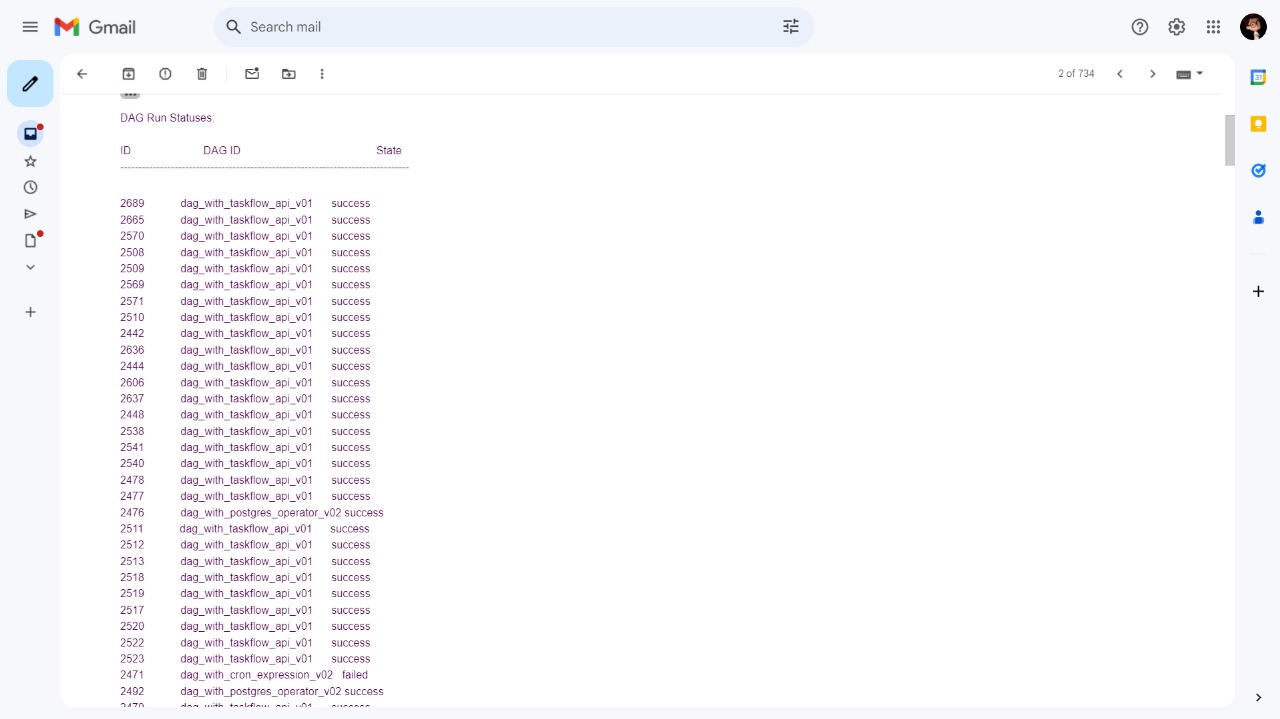 Gmail
Search mail
2 of 734
DAG Run Statuses:
ID DAG ID State
--------------------------------------------------------------------------------
2689 dag_with_taskflow_api_v01 success
2665 dag_with_taskflow_api_v01 success
2570 dag_with_taskflow_api_v01 success
2508 dag_with_taskflow_api_v01 success
2509 dag_with_taskflow_api_v01 success
2569 dag_with_taskflow_api_v01 success
2571 dag_with_taskflow_api_v01 success
2510 dag_with_taskflow_api_v01 success
2442 dag_with_taskflow_api_v01 success
2636 dag_with_taskflow_api_v01 success
2444 dag_with_taskflow_api_v01 success
2606 dag_with_taskflow_api_v01 success
2637 dag_with_taskflow_api_v01 success
2448 dag_with_taskflow_api_v01 success
2538 dag_with_taskflow_api_v01 success
2541 dag_with_taskflow_api_v01 success
2540 dag_with_taskflow_api_v01 success
2478 dag_with_taskflow_api_v01 success
2477 dag_with_taskflow_api_v01 success
2476 dag_with_postgres_operator_v02 success
2511 dag_with_taskflow_api_v01 success
2512 dag_with_taskflow_api_v01 success
2513 dag_with_taskflow_api_v01 success
2518 dag_with_taskflow_api_v01 success
2519 dag_with_taskflow_api_v01 success
2517 dag_with_taskflow_api_v01 success
2520 dag_with_taskflow_api_v01 success
2522 dag_with_taskflow_api_v01 success
2523 dag_with_taskflow_api_v01 success
2471 dag_with_cron_expression_v02 failed
2492 dag_with_postgres_operator_v02 success